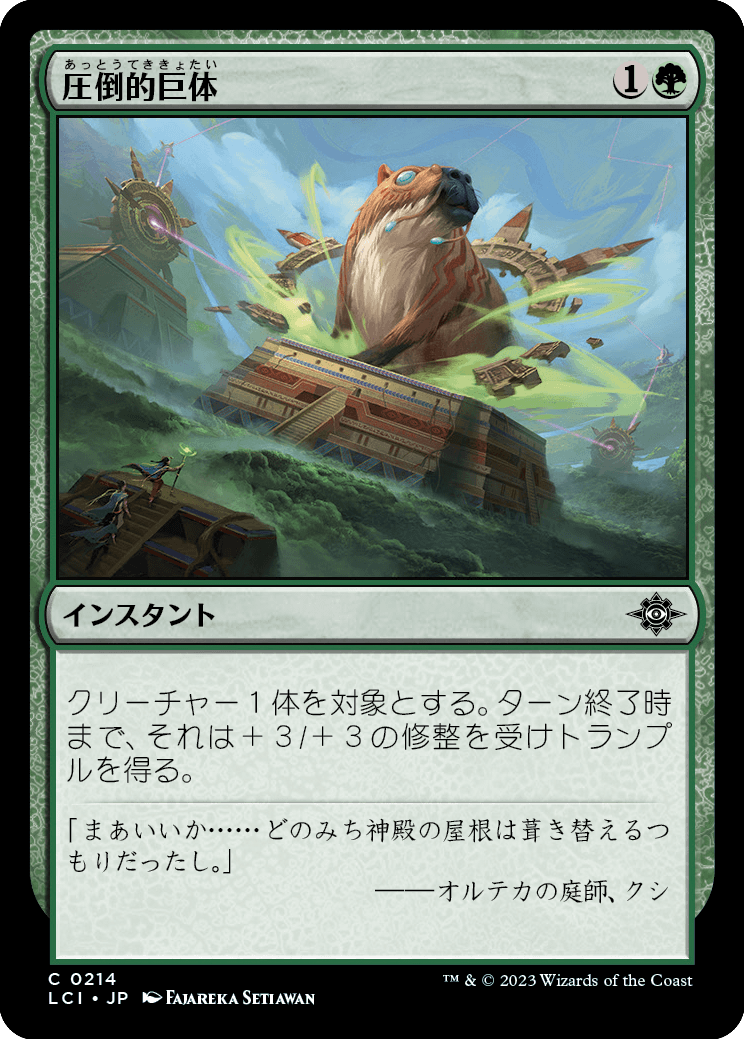 あっとうてききょたい
圧倒的巨体
1
インスタント
クリーチャー1体を対象とする。ターン終了時
まで、それは+3/+3の修整を受けトランプ
ルを得る。
「まあいいか……どのみち神殿の屋根は葺き替えるつ
もりだったし。」
――オルテカの庭師、クシ
C 0214
LCI • JP Fajareka Setiawan
™ & © 2023 Wizards of the Coast